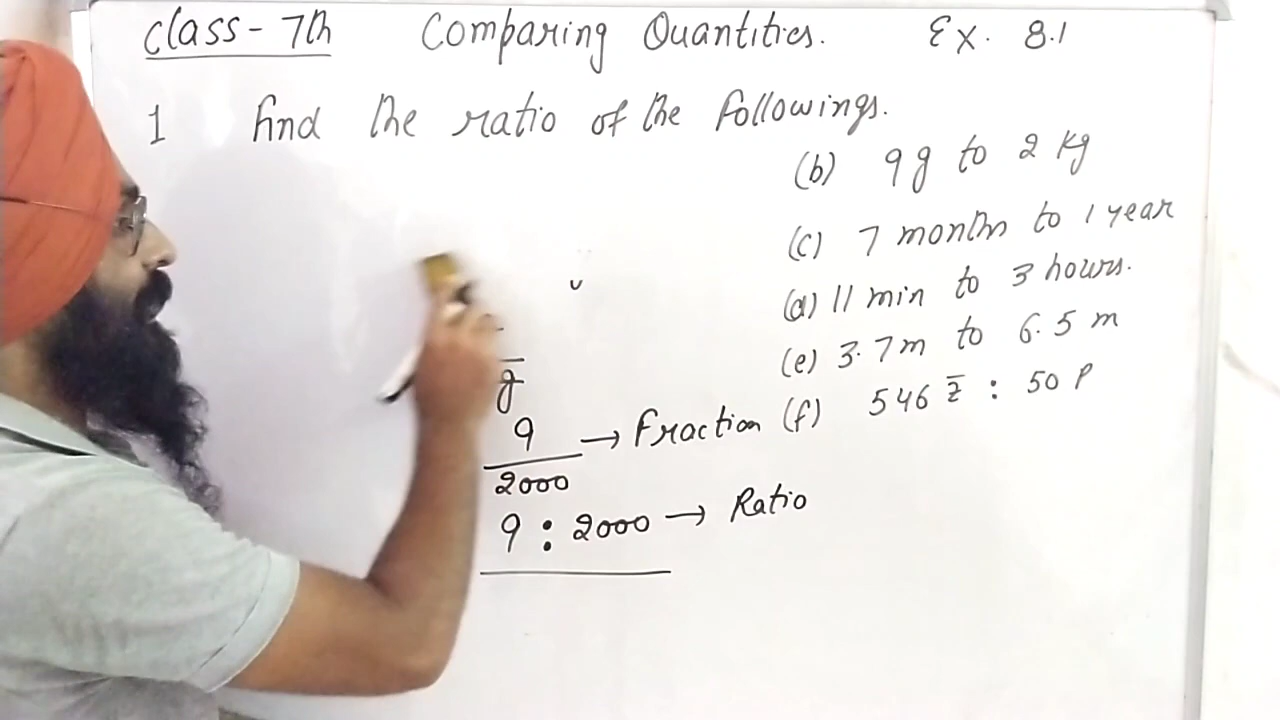 class - 7th Comparing Quantities. Ex. 8.1
1 find the ratio of the followings.
(b) 9g to 2 kg
(c) 7 months to 1 year
(d) 11 min to 3 hours.
(e) 3.7m to 6.5 m
(f) 546 : 50 P
g
9 → Fraction
2000
9 : 2000 → Ratio